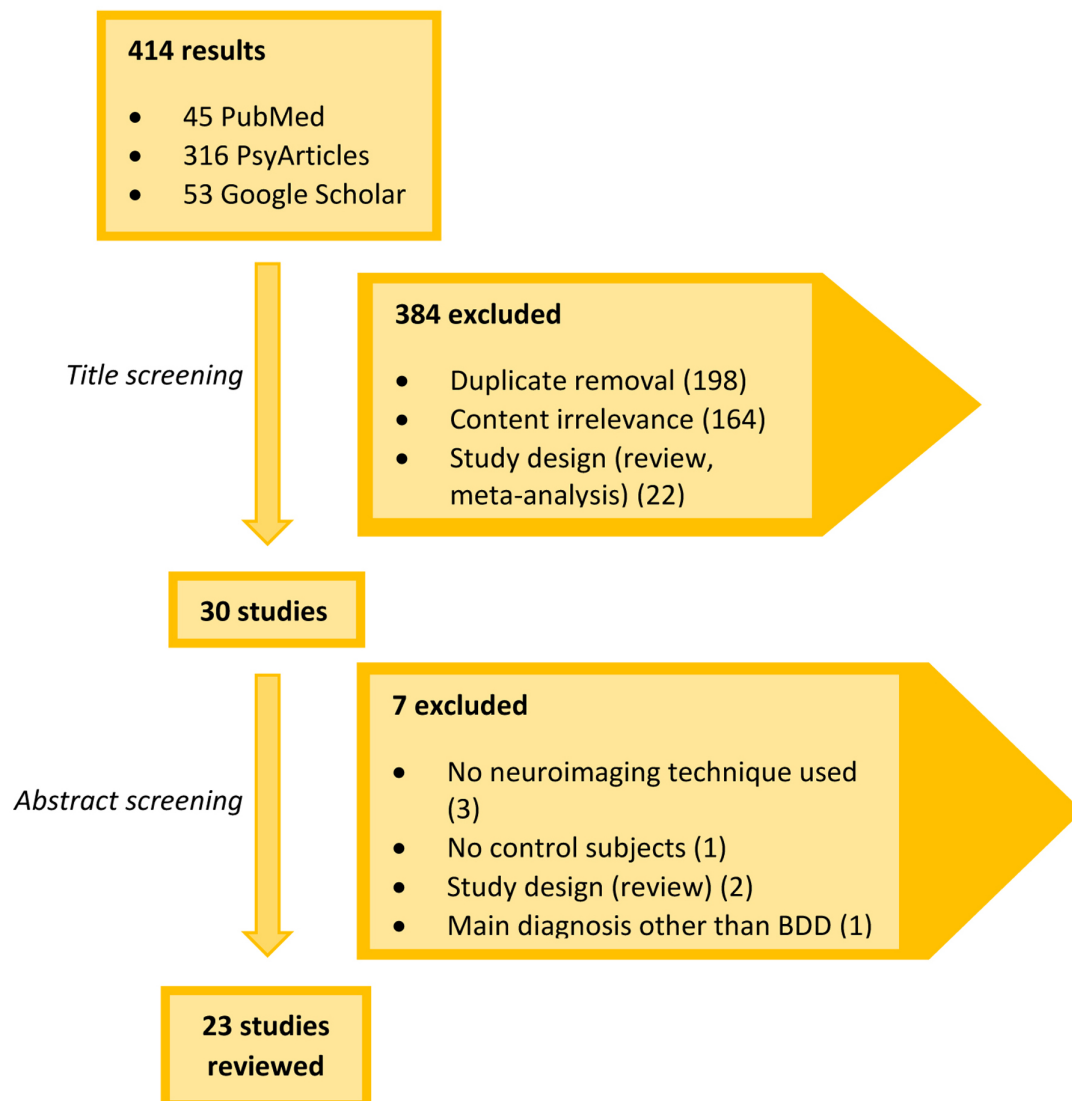 414 results
• 45 PubMed
• 316 PsyArticles
• 53 Google Scholar
Title screening
384 excluded
• Duplicate removal (198)
• Content irrelevance (164)
• Study design (review,
meta-analysis) (22)
30 studies
Abstract screening
7 excluded
• No neuroimaging technique used
(3)
• No control subjects (1)
• Study design (review) (2)
• Main diagnosis other than BDD (1)
23 studies
reviewed